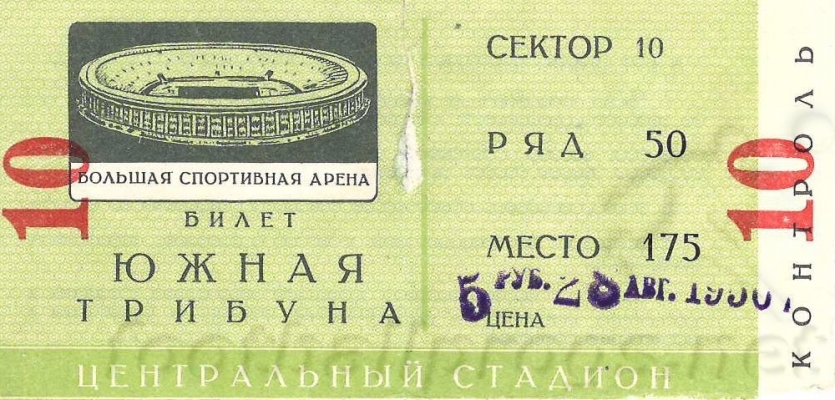 10
БОЛЬШАЯ СПОРТИВНАЯ АРЕНА
БИЛЕТ
ЮЖНАЯ
ТРИБУНА
СЕКТОР 10
РЯД 50
МЕСТО 175
5 РУБ. 28 АВГ.
ЦЕНА
ЦЕНТРАЛЬНЫЙ СТАДИОН
10
КОНТРОЛЬ